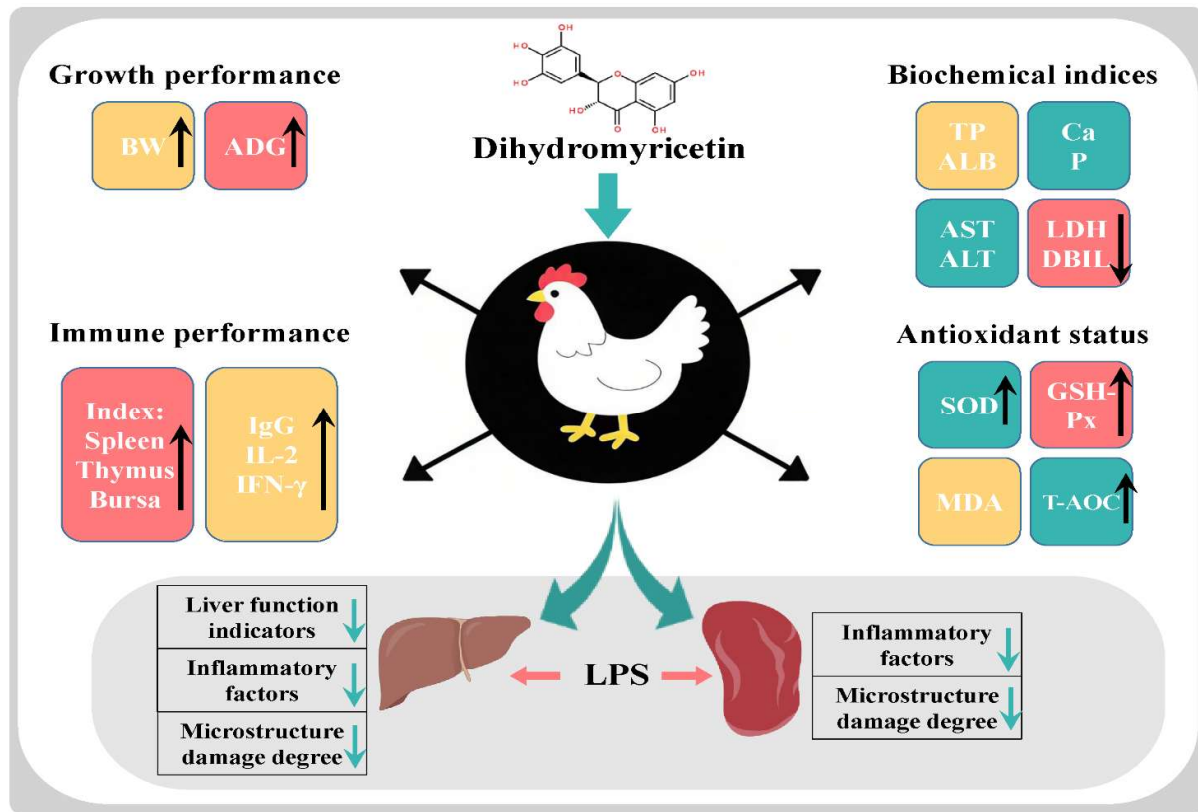 Growth performance
BW
ADG
OH
HO
OH
HO
O
OH
HO
O
OH
Dihydromyricetin
Biochemical indices
TP
ALB
Ca
P
AST
ALT
LDH
DBIL
Immune performance
Index:
Spleen
Thymus
Bursa
IgG
IL-2
IFN-γ
Antioxidant status
SOD
GSH-
Px
MDA
T-AOC
Liver function
indicators
Inflammatory
factors
Microstructure
damage degree
LPS
Inflammatory
factors
Microstructure
damage degree